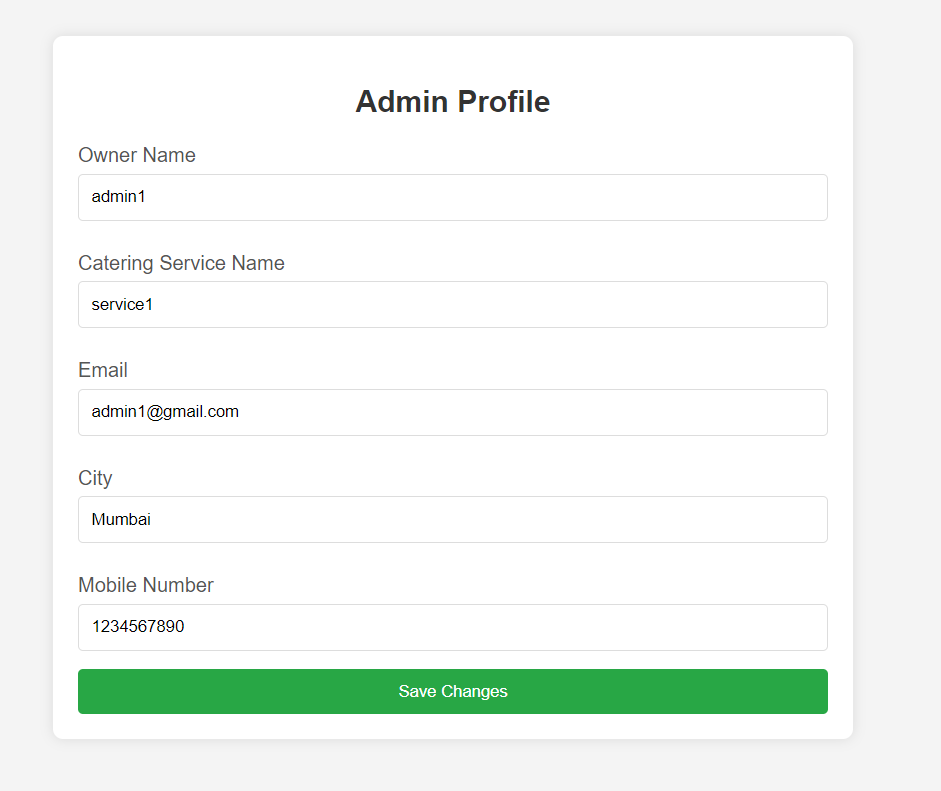 Admin Profile
Owner Name
admin1
Catering Service Name
service1
Email
admin1@gmail.com
City
Mumbai
Mobile Number
1234567890
Save Changes